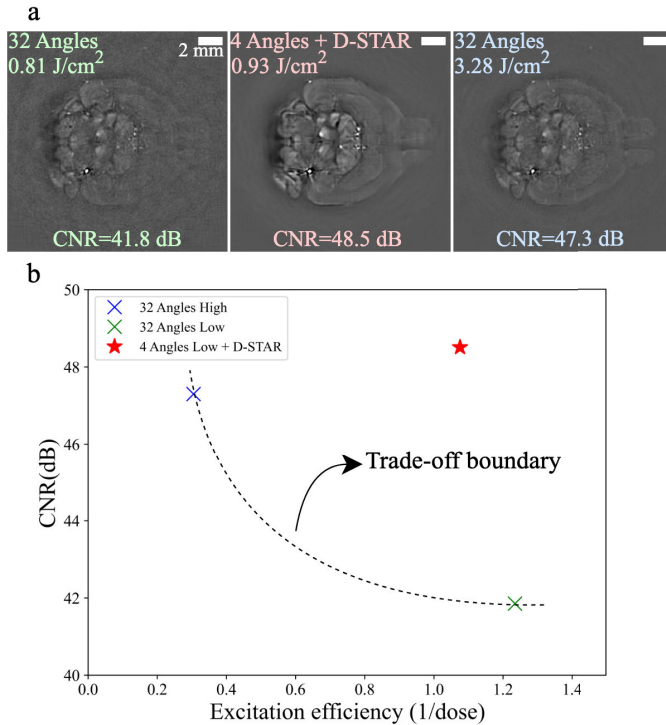 a
32 Angles
0.81 J/cm²
2 mm
CNR=41.8 dB
4 Angles + D-STAR
0.93 J/cm²
CNR=48.5 dB
32 Angles
3.28 J/cm²
CNR=47.3 dB
b
50
48
46
44
42
40
CNR(dB)
32 Angles High
32 Angles Low
4 Angles Low + D-STAR
Trade-off boundary
0.0 0.2 0.4 0.6 0.8 1.0 1.2 1.4
Excitation efficiency (1/dose)